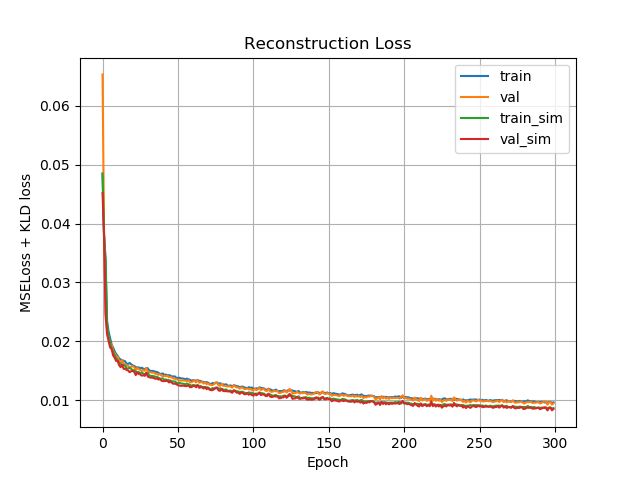 Reconstruction Loss
MSELoss + KLD loss
0.06
0.05
0.04
0.03
0.02
0.01
train
val
train_sim
val_sim
0 50 100 150 200 250 300
Epoch